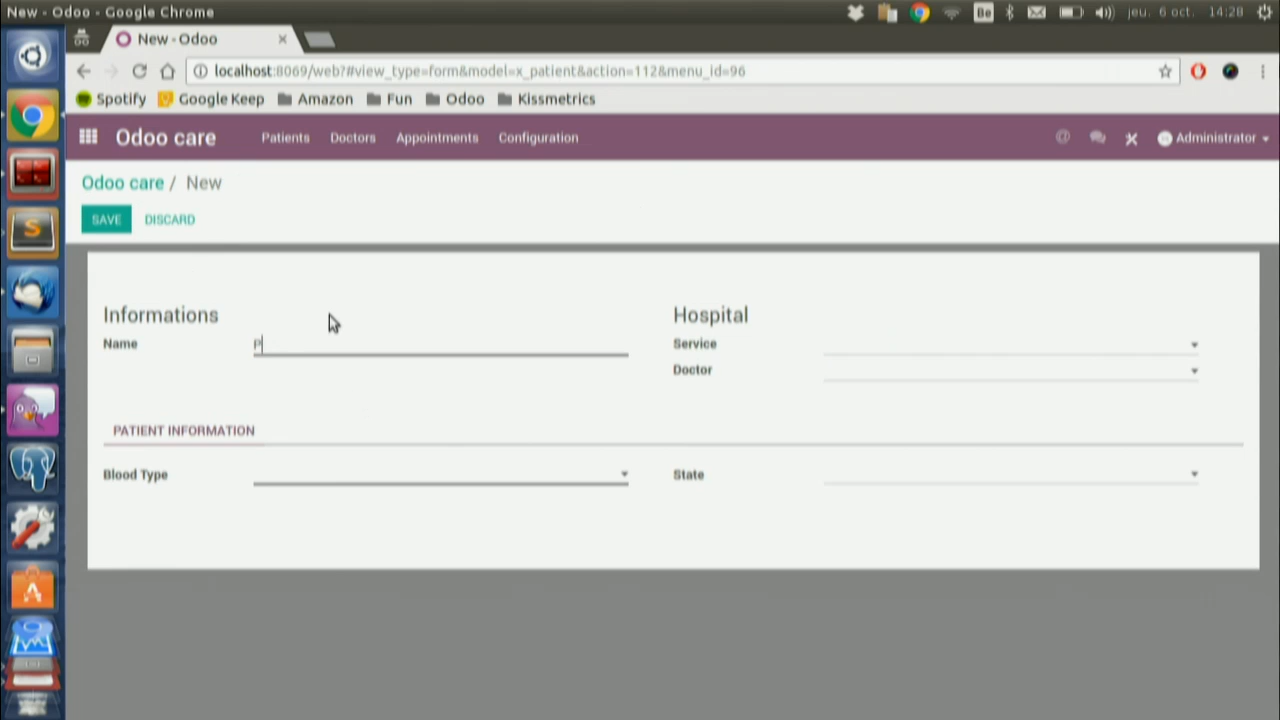 New - Odoo - Google Chrome
Be
jeu. 6 oct. 14:28
New - Odoo
localhost:8069/web?#view_type=form&model=x_patient&action=112&menu_id=96
Spotify Google Keep Amazon Fun Odoo Kissmetrics
Odoo care Patients Doctors Appointments Configuration @ Administrator
Odoo care / New
SAVE DISCARD
Informations Hospital
Name P Service
Doctor
PATIENT INFORMATION
Blood Type State
S
A